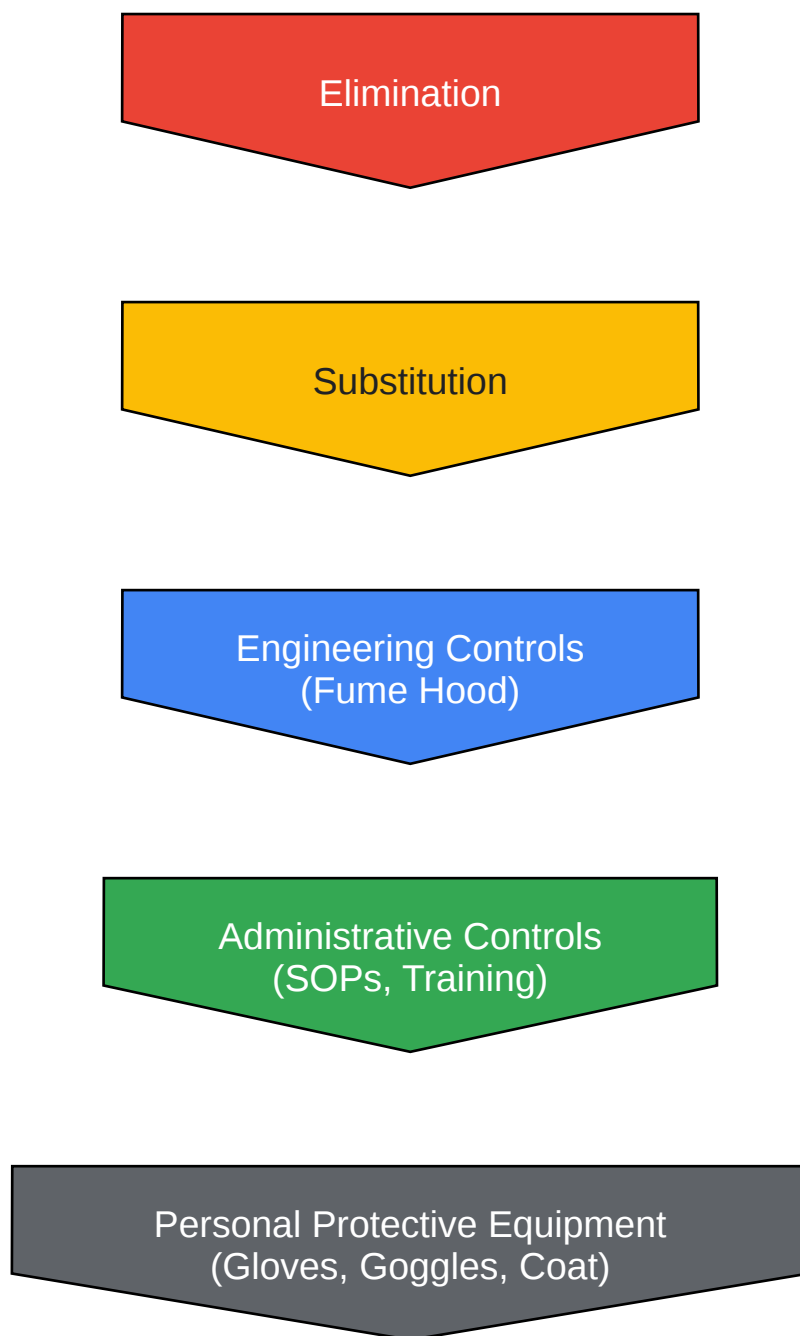 Elimination
Substitution
Engineering Controls
(Fume Hood)
Administrative Controls
(SOPs, Training)
Personal Protective Equipment
(Gloves, Goggles, Coat)